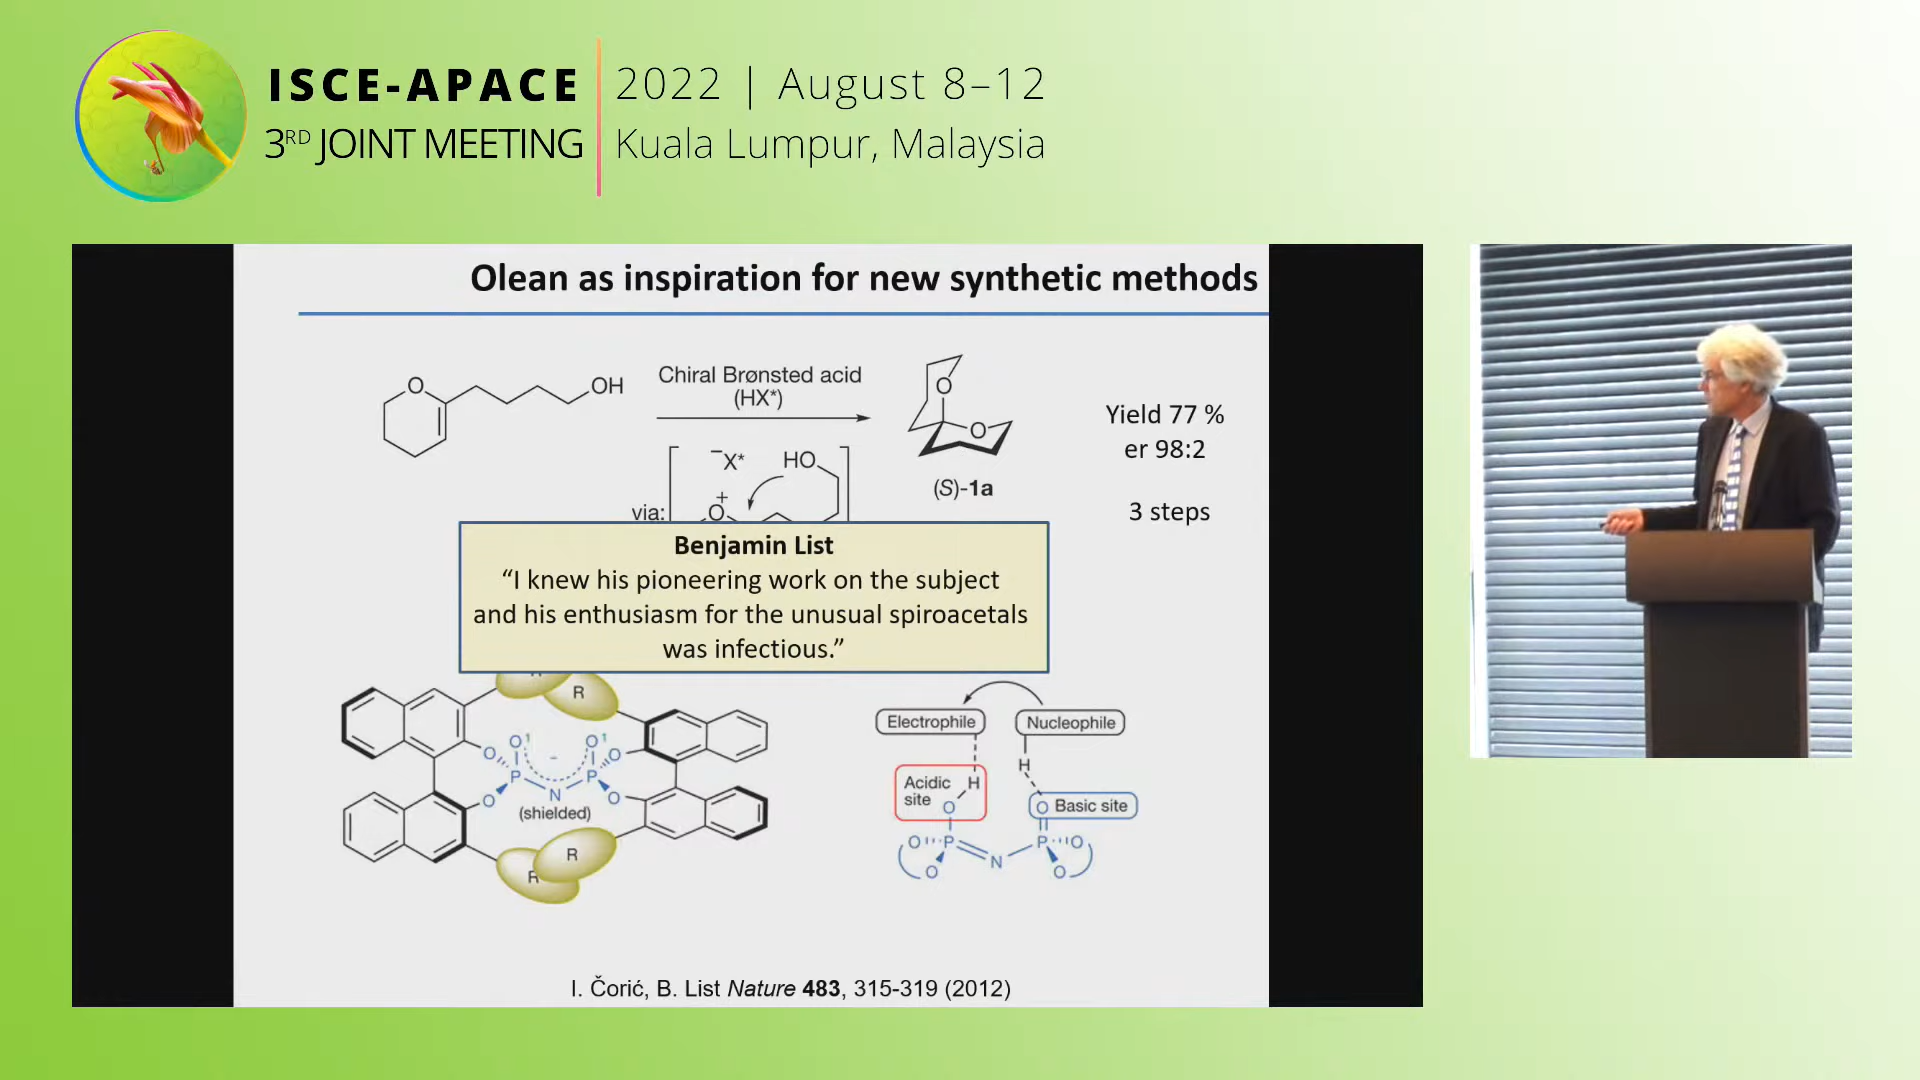 ISCE-APACE
3RD JOINT MEETING
2022 | August 8–12
Kuala Lumpur, Malaysia
Olean as inspiration for new synthetic methods
O
OH
Chiral Brønsted acid
(HX*)
O
O
(S)-1a
Yield 77 %
er 98:2
3 steps
via:
−X*
HO
+
O
Benjamin List
“I knew his pioneering work on the subject
and his enthusiasm for the unusual spiroacetals
was infectious.”
R
O1
O1
O
O
P
P
−
N
O
O
(shielded)
R
R
Electrophile
Nucleophile
H
Acidic
site
H
O
O Basic site
O
P
P
O
N
O
O
I. Čorić, B. List Nature 483, 315-319 (2012)